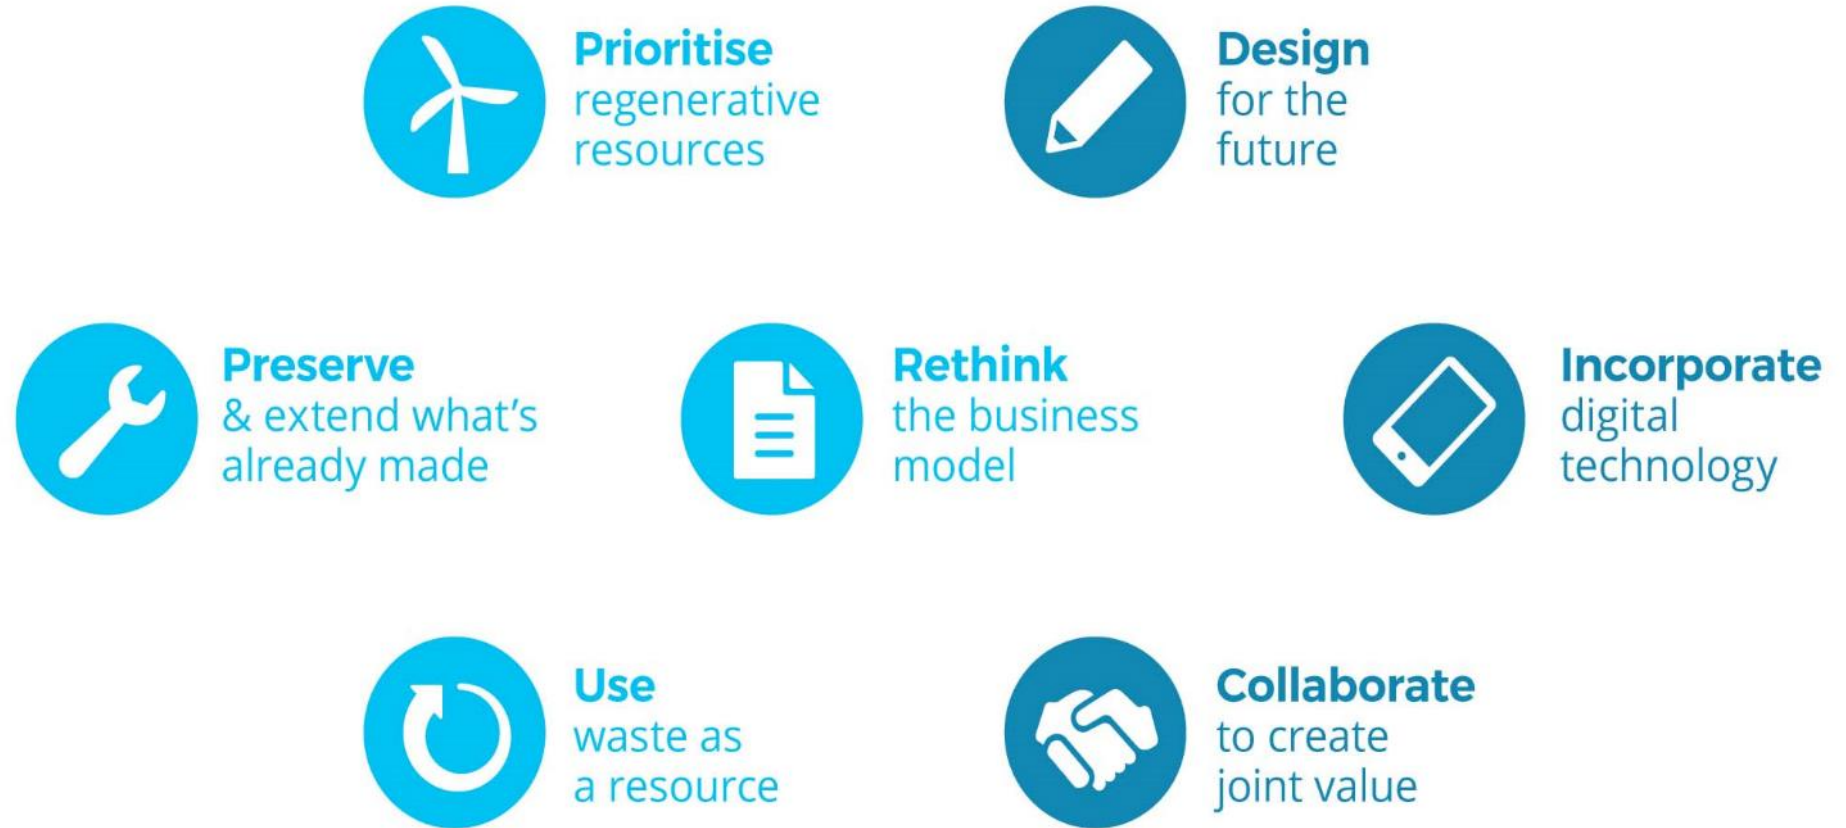 Prioritise
regenerative
resources
Design
for the
future
Preserve
& extend what’s
already made
Rethink
the business
model
Incorporate
digital
technology
Use
waste as
a resource
Collaborate
to create
joint value